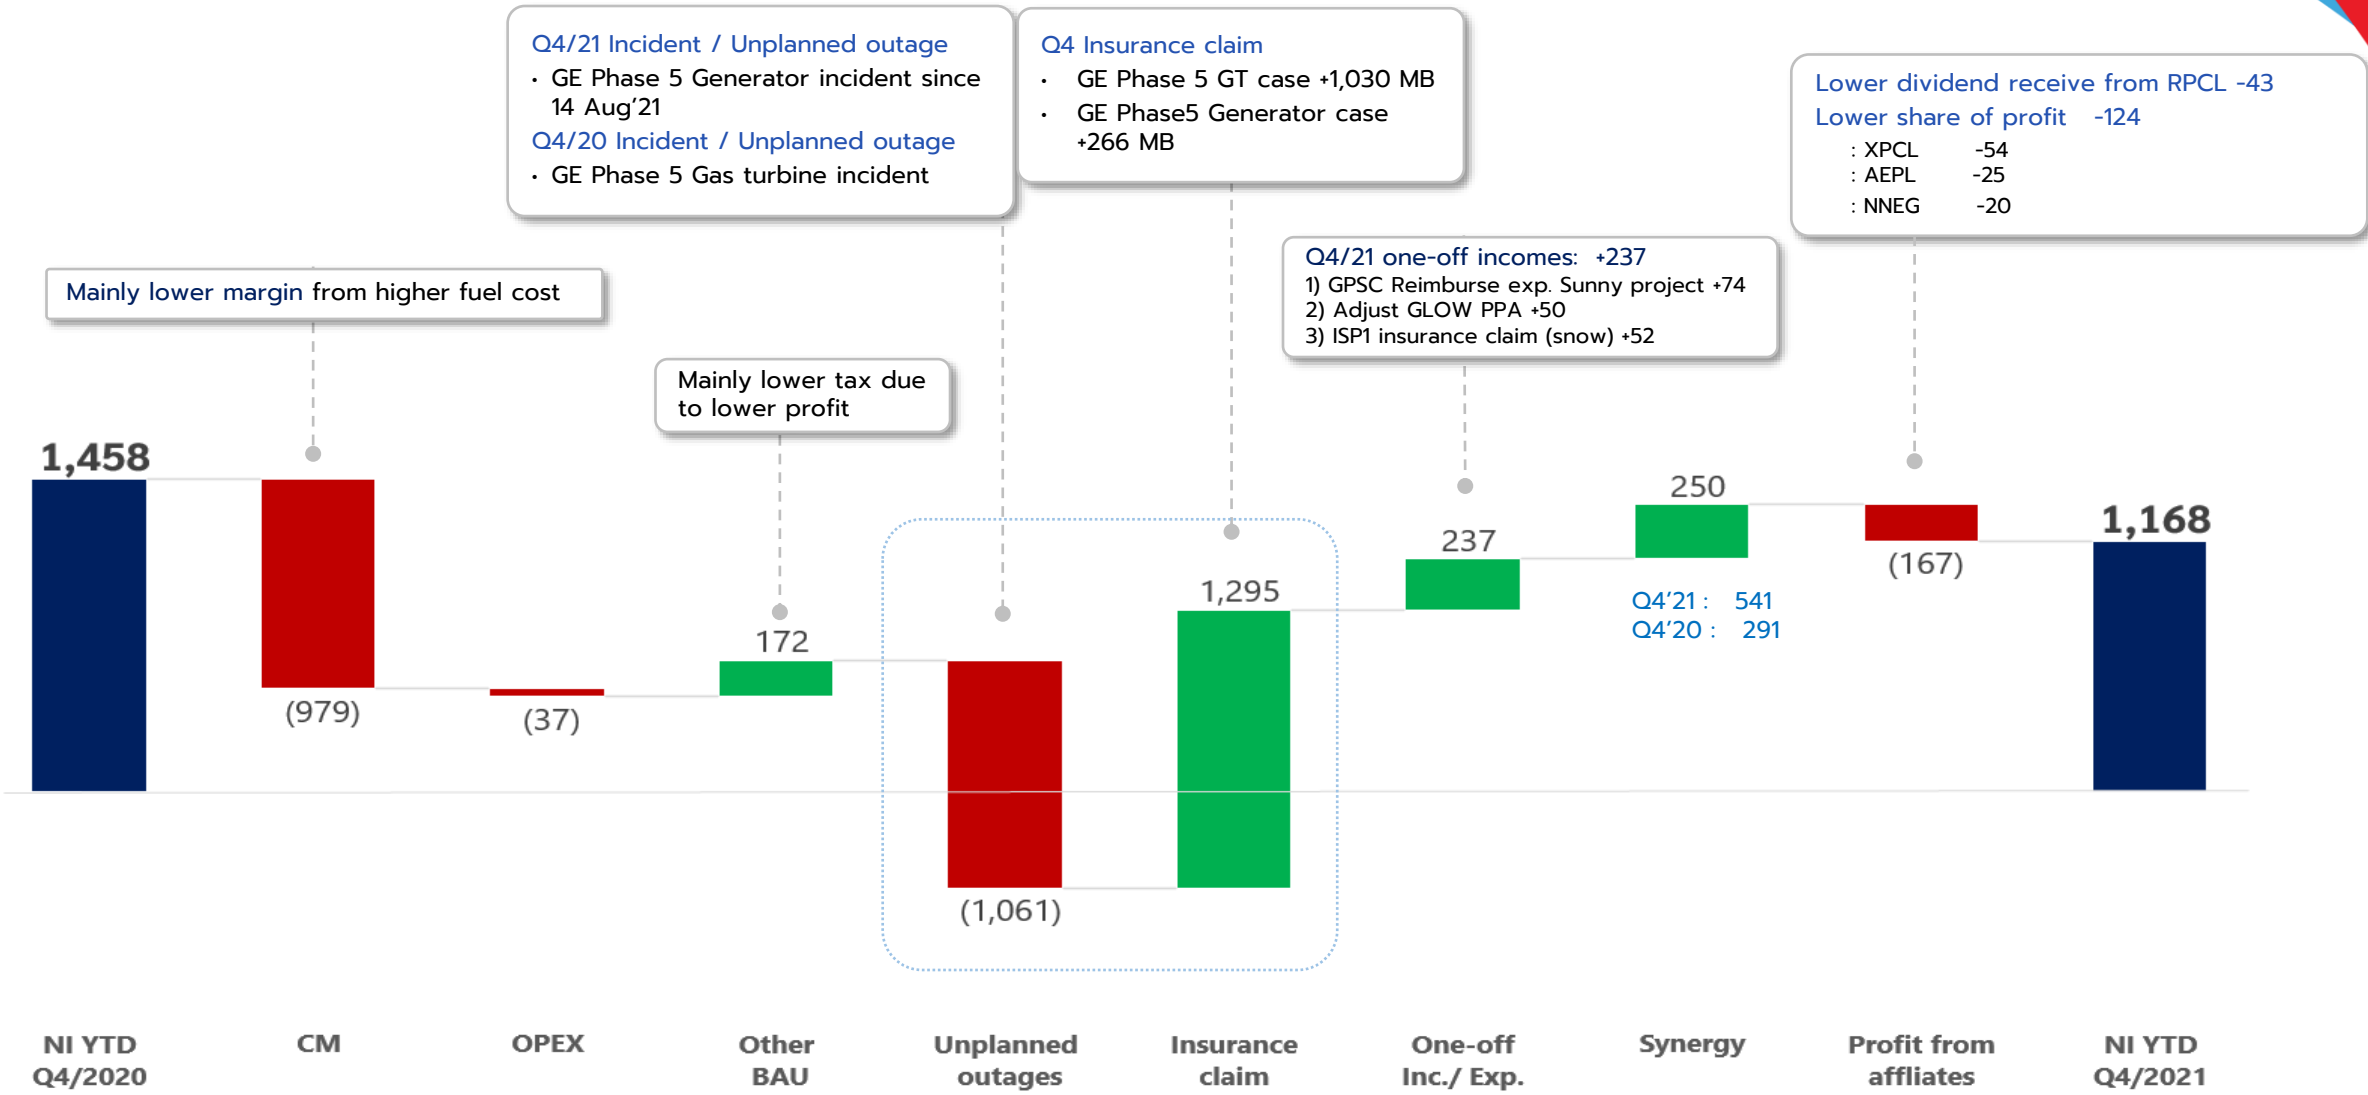 Q4/21 Incident / Unplanned outage
• GE Phase 5 Generator incident since
14 Aug'21
Q4/20 Incident / Unplanned outage
• GE Phase 5 Gas turbine incident
Q4 Insurance claim
• GE Phase 5 GT case +1,030 MB
• GE Phase5 Generator case
+266 MB
Lower dividend receive from RPCL -43
Lower share of profit -124
: XPCL -54
: AEPL -25
: NNEG -20
Q4/21 one-off incomes: +237
1) GPSC Reimburse exp. Sunny project +74
2) Adjust GLOW PPA +50
3) ISP1 insurance claim (snow) +52
Mainly lower margin from higher fuel cost
Mainly lower tax due
to lower profit
1,458
(979)
(37)
172
(1,061)
1,295
237
250
Q4'21 : 541
Q4'20 : 291
(167)
1,168
NI YTD
Q4/2020
CM
OPEX
Other
BAU
Unplanned
outages
Insurance
claim
One-off
Inc./ Exp.
Synergy
Profit from
affliates
NI YTD
Q4/2021